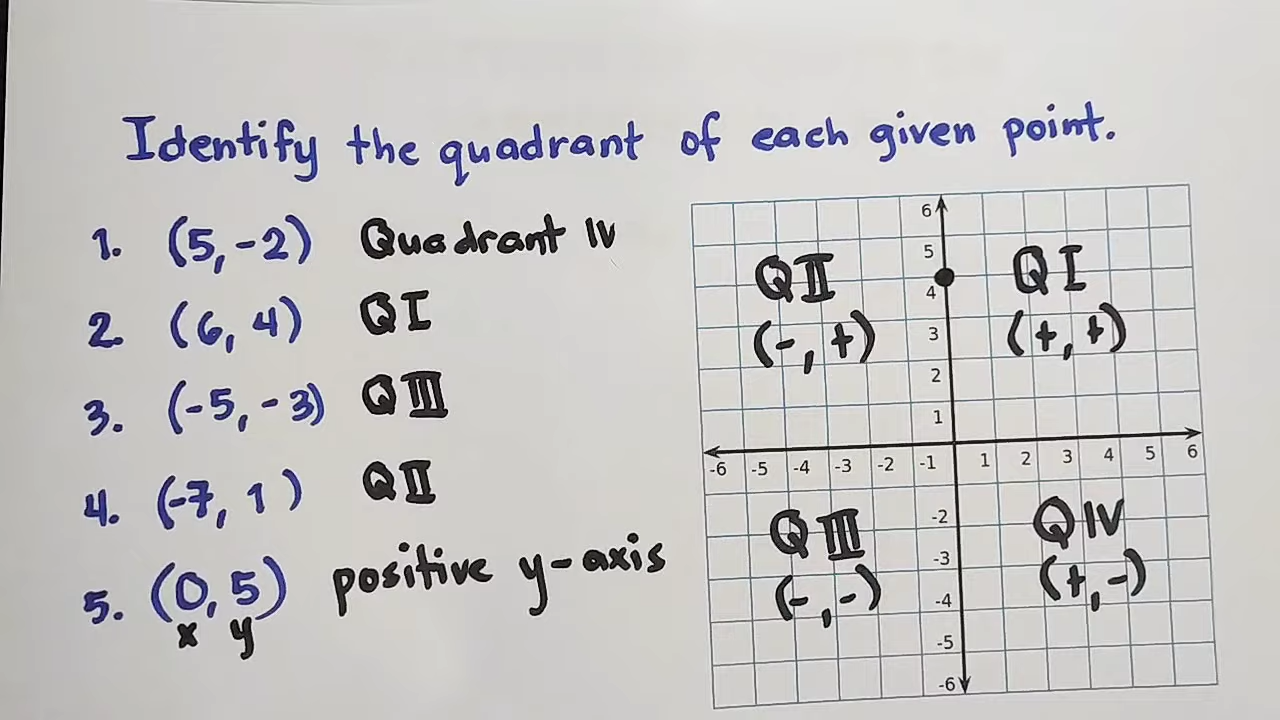 Identify the quadrant of each given point.
1. (5, -2) Quadrant IV
2. (6, 4) QI
3. (-5, -3) QIII
4. (-7, 1) QII
5. (0, 5) positive y-axis
x y
6
5
4
3
2
1
QII
(-, +)
QI
(+, +)
-6 -5 -4 -3 -2 -1 1 2 3 4 5 6
QIII
(-, -)
QIV
(+, -)
-2
-3
-4
-5
-6